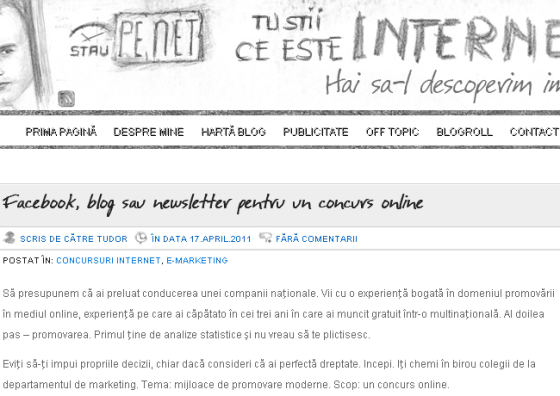 STAU PE NET
TU STII
CE ESTE INTERNE
Hai sa-l descoperim im
PRIMA PAGINĂ DESPRE MINE HARTĂ BLOG PUBLICITATE OFF TOPIC BLOGROLL CONTACT
Facebook, blog sau newsletter pentru un concurs online
SCRIS DE CĂTRE TUDOR ÎN DATA 17.APRIL.2011 FĂRĂ COMENTARII
POSTAT ÎN: CONCURSURI INTERNET, E-MARKETING
Să presupunem că ai preluat conducerea unei companii naționale. Vii cu o experiență bogată în domeniul promovării
în mediul online, experiență pe care ai căpătato în cei trei ani în care ai muncit gratuit într-o multinațională. Al doilea
pas – promovarea. Primul ține de analize statistice și nu vreau să te plictisesc.
Eviți să-ți impui propriile decizii, chiar dacă consideri că ai perfectă dreptate. Incepi. Iți chemi în birou colegii de la
departamentul de marketing. Tema: mijloace de promovare moderne. Scop: un concurs online.